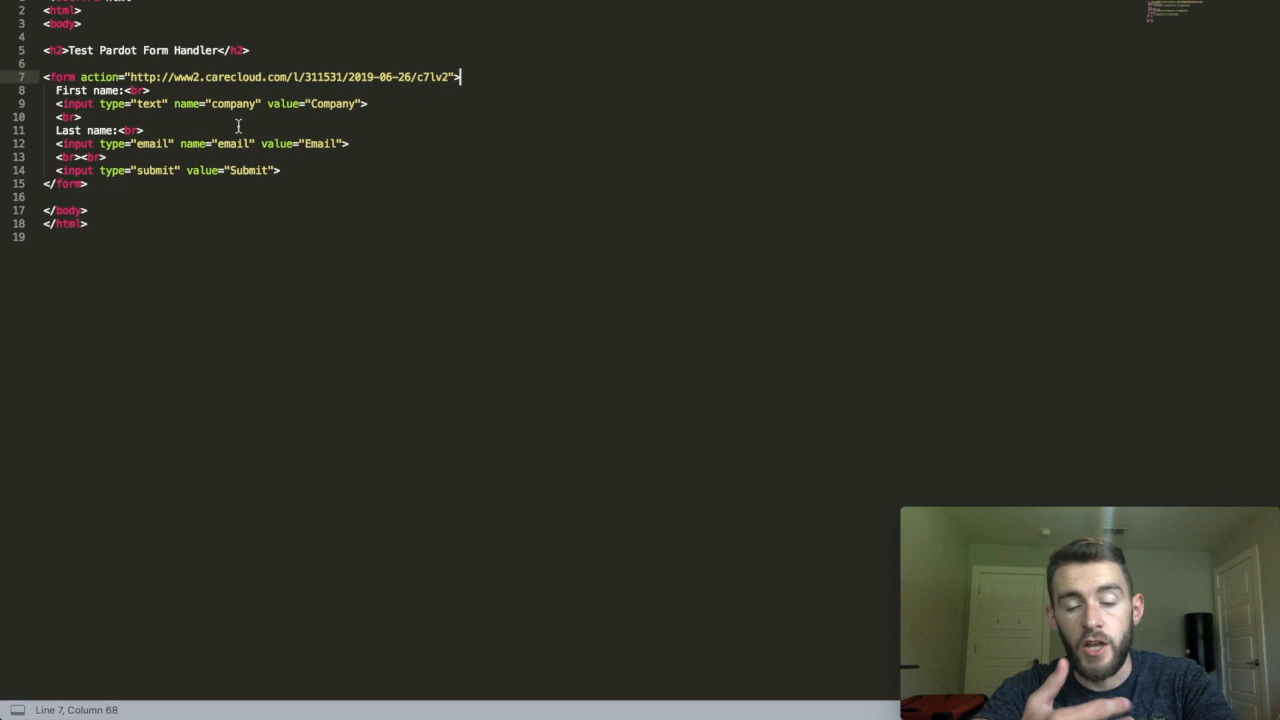 2 <html>
3 <body>
4
5 <h2>Test Pardot Form Handler</h2>
6
7 <form action="http://www2.carecloud.com/l/311531/2019-06-26/c7lv2">
8 First name:<br>
9 <input type="text" name="company" value="Company">
10 <br>
11 Last name:<br>
12 <input type="email" name="email" value="Email">
13 <br><br>
14 <input type="submit" value="Submit">
15 </form>
16
17 </body>
18 </html>
19
Line 7, Column 68